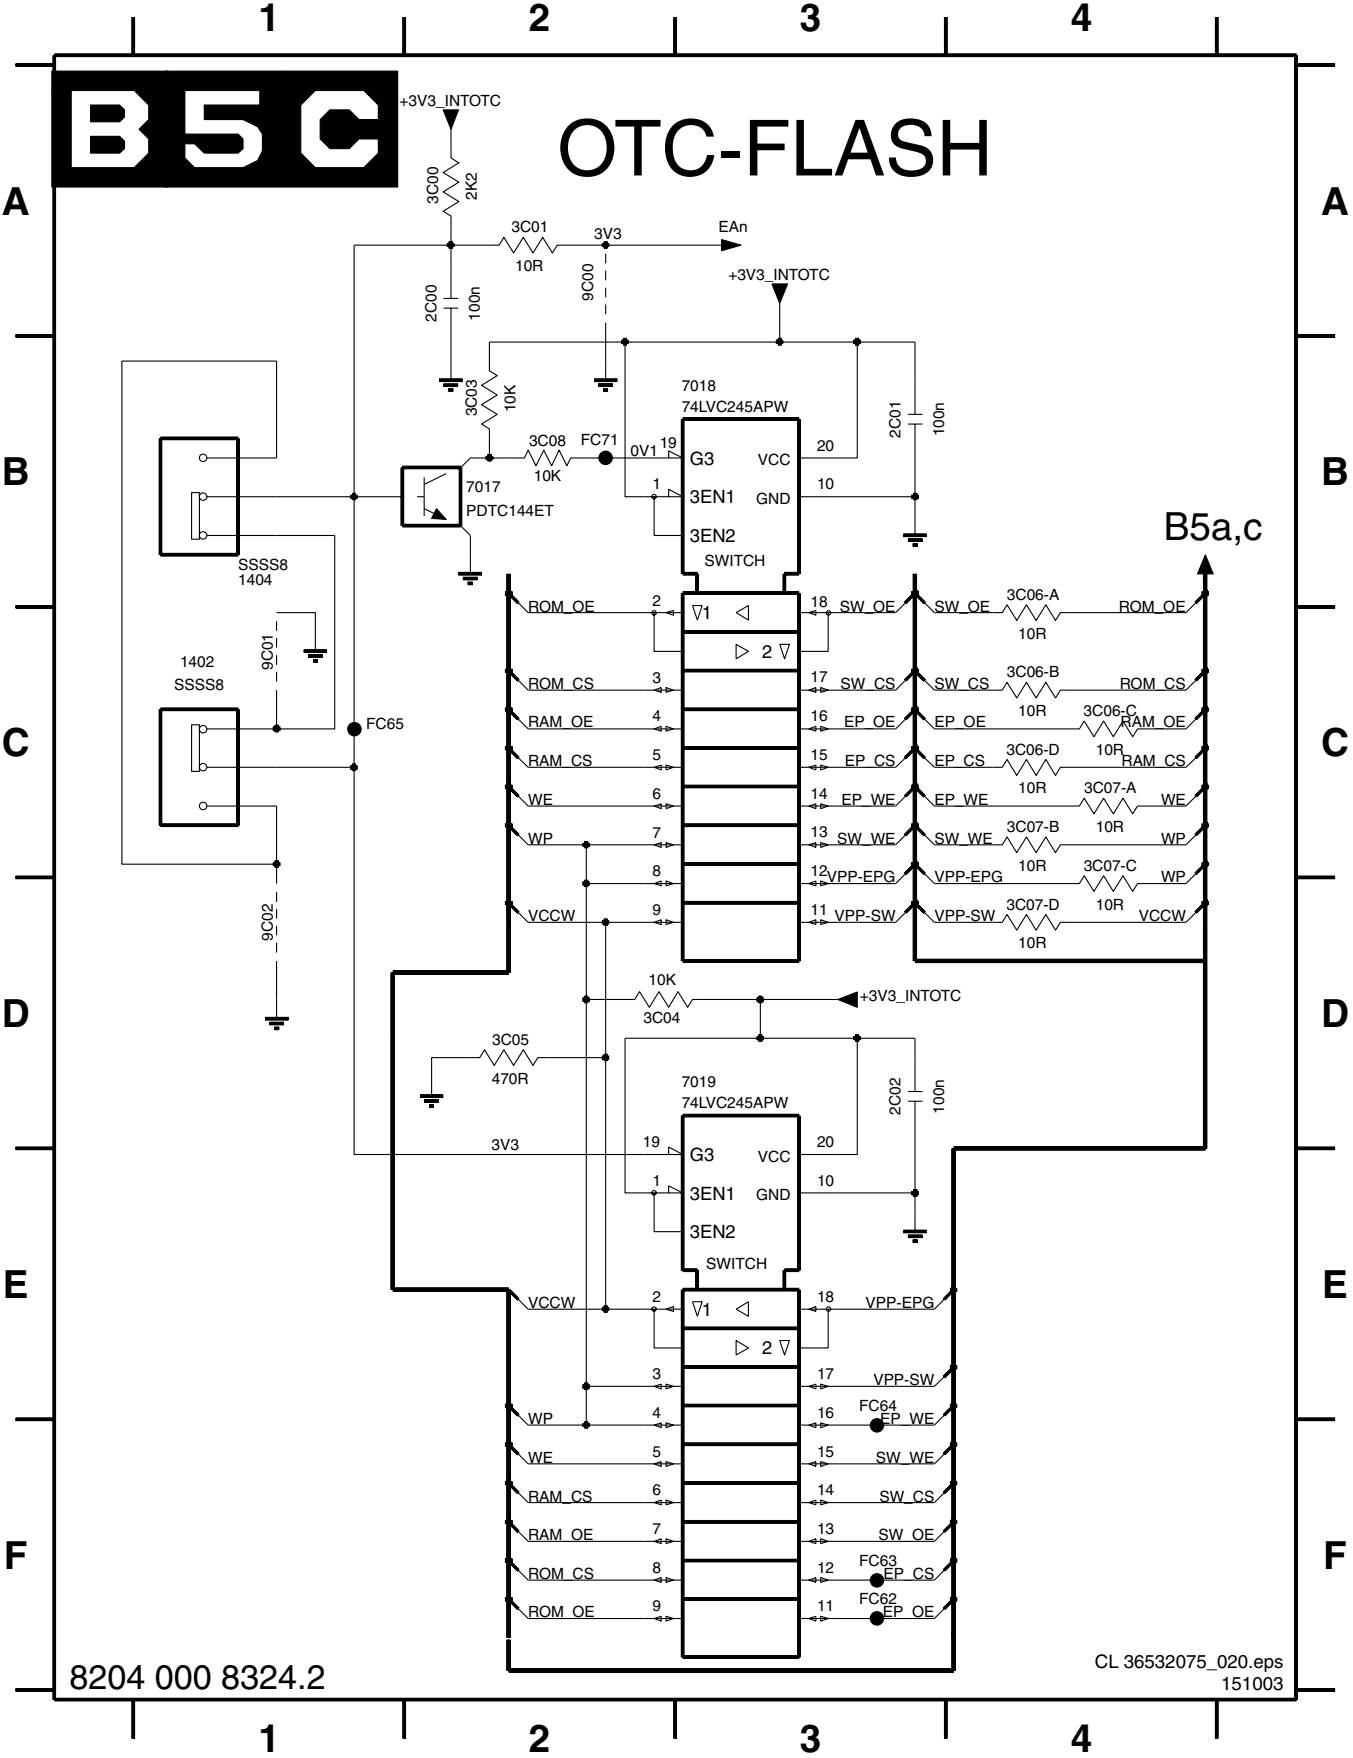 1 2 3 4
B5C
OTC-FLASH
+3V3_INTOTC
A A
3C00
2K2
3C01
10R
3V3
EAn
9C00
+3V3_INTOTC
2C00
100n
3C03
10K
7018
74LVC245APW
2C01
100n
B B
3C08
10K
FC71
0V1
19
G3
VCC
20
7017
PDTC144ET
1
3EN1
GND
10
3EN2
SWITCH
B5a,c
SSSS8
1404
ROM_OE 2 1 18 SW_OE SW_OE 3C06-A 10R ROM_OE
2
9C01
1402
SSSS8
ROM_CS 3 17 SW_CS SW_CS 3C06-B 10R ROM_CS
C C
FC65
RAM_OE 4 16 EP_OE EP_OE 3C06-C 10R RAM_OE
RAM_CS 5 15 EP_CS EP_CS 3C06-D 10R RAM_CS
WE 6 14 EP_WE EP_WE 3C07-A 10R WE
WP 7 13 SW_WE SW_WE 3C07-B 10R WP
8 12 VPP-EPG VPP-EPG 3C07-C 10R WP
VCCW 9 11 VPP-SW VPP-SW 3C07-D 10R VCCW
9C02
D D
10K
3C04
+3V3_INTOTC
3C05
470R
7019
74LVC245APW
2C02
100n
3V3
19
G3
VCC
20
1
3EN1
GND
10
3EN2
SWITCH
E E
VCCW 2 1 18 VPP-EPG
2
3 17 VPP-SW
WP 4 16 FC64 EP_WE
WE 5 15 SW_WE
RAM_CS 6 14 SW_CS
RAM_OE 7 13 SW_OE
F F
ROM_CS 8 12 FC63 EP_CS
ROM_OE 9 11 FC62 EP_OE
8204 000 8324.2
CL 36532075_020.eps
151003
1 2 3 4